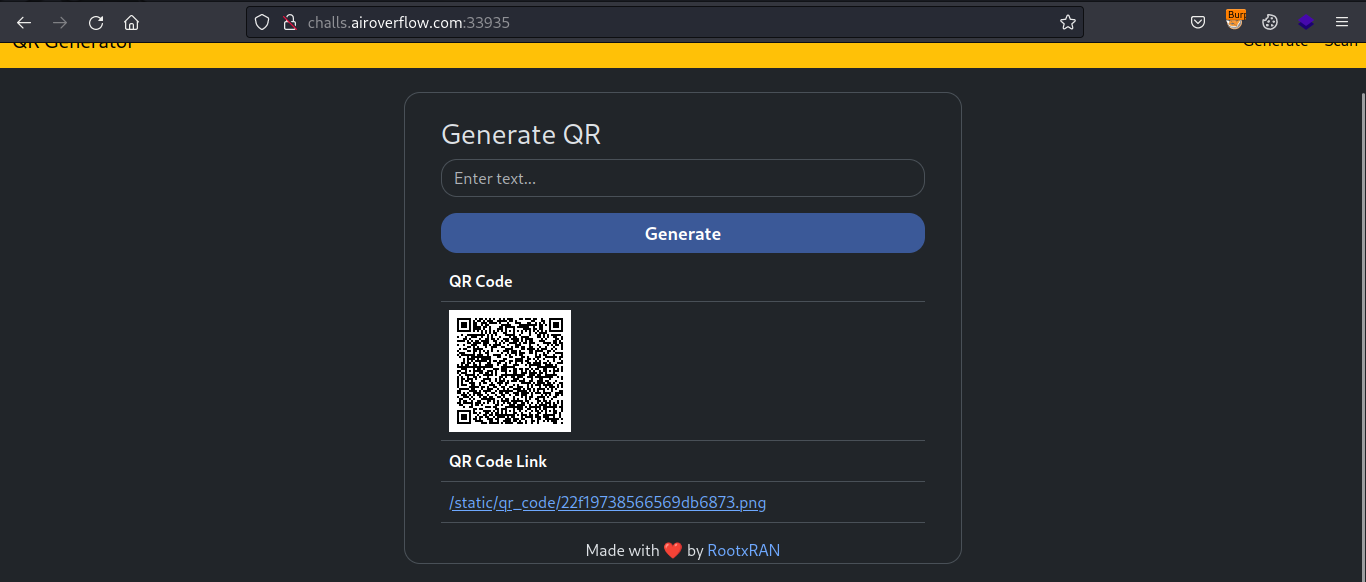 challs.airoverflow.com:33935
Burr
QR Generator
Generate Scan
Generate QR
Enter text...
Generate
QR Code
QR Code Link
/static/qr_code/22f19738566569db6873.png
Made with ❤️ by RootxRAN